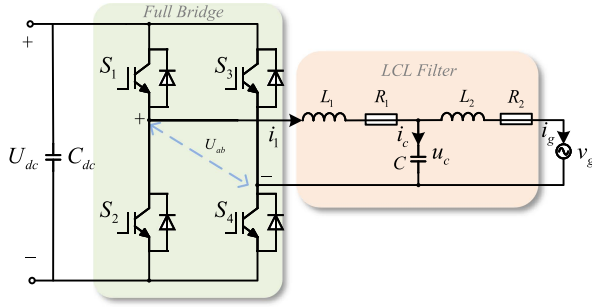 Full Bridge
LCL Filter
S1
S3
L1
R1
L2
R2
+
+
i1
ic
ig
Uab
C
uc
vg
Udc
Cdc
−
S2
S4
−